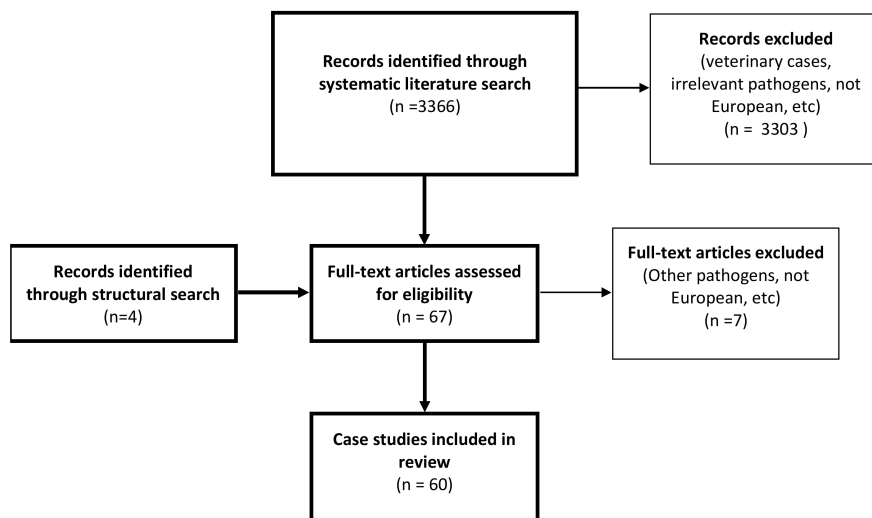 Records identified through
systematic literature search
(n =3366)
Records excluded
(veterinary cases,
irrelevant pathogens, not
European, etc)
(n = 3303 )
Records identified
through structural search
(n=4)
Full-text articles assessed
for eligibility
(n = 67)
Full-text articles excluded
(Other pathogens, not
European, etc)
(n =7)
Case studies included in
review
(n = 60)